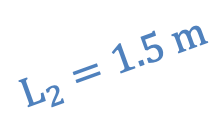 L₂ = 1.5 m